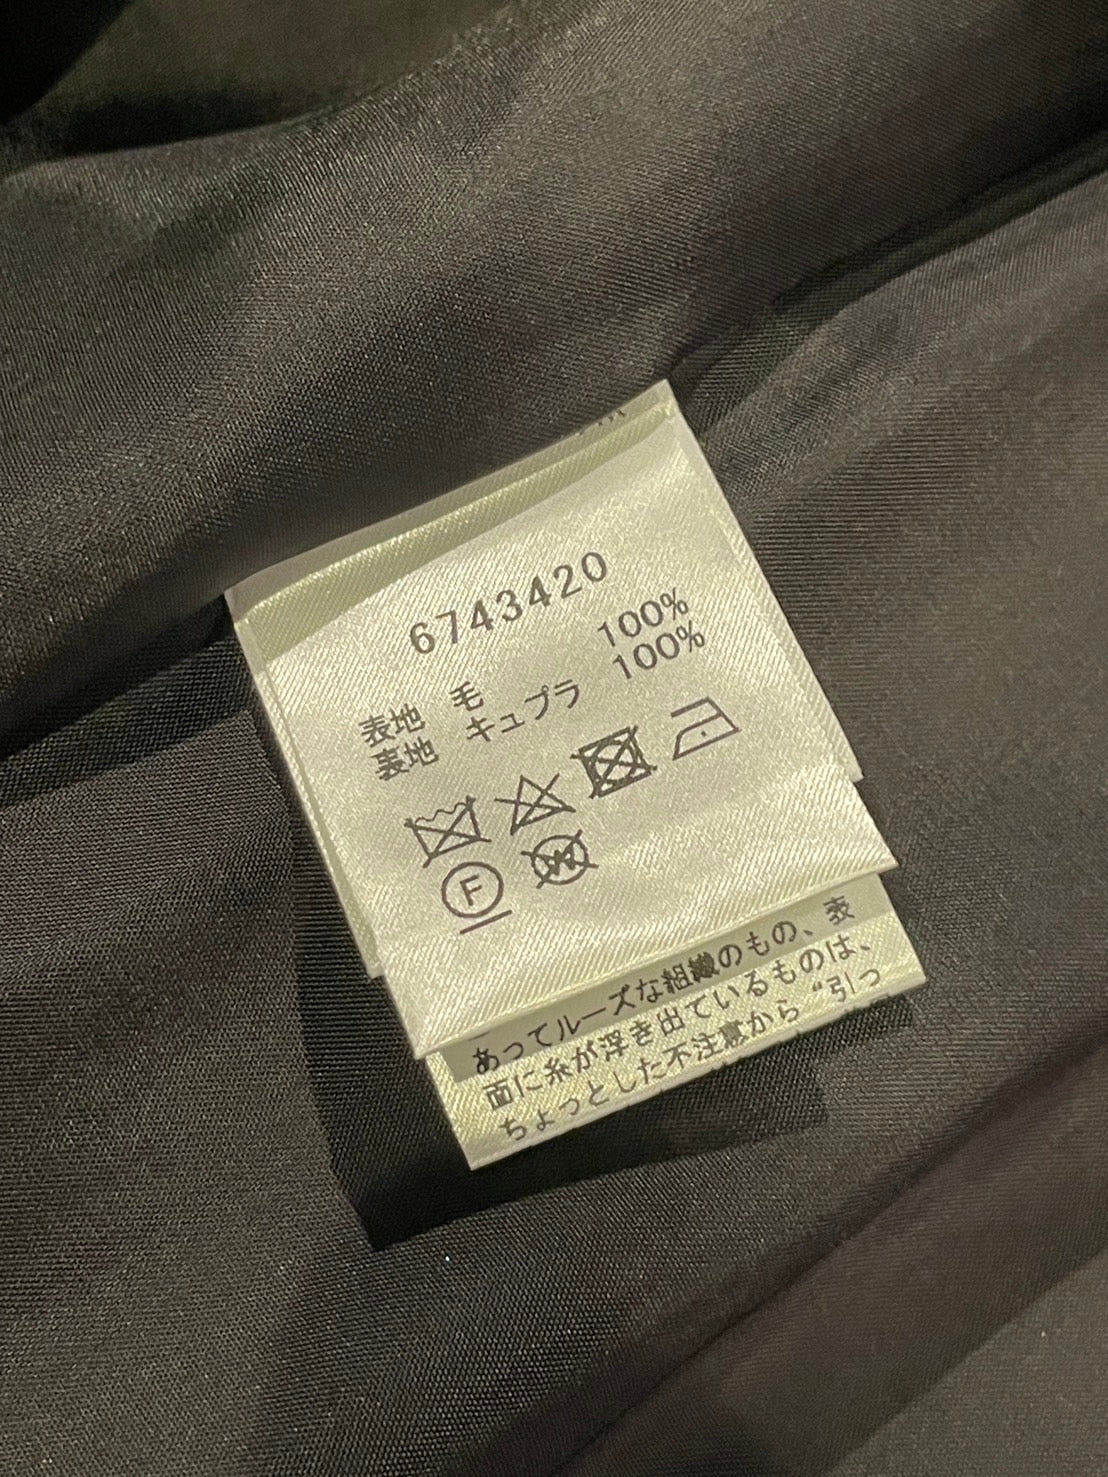 6743420
表地 毛 100%
裏地 キュプラ 100%
F
W
あってルーズな組織のもの、表
面に糸が浮き出ているものは、
ちょっとした不注意から“引っ